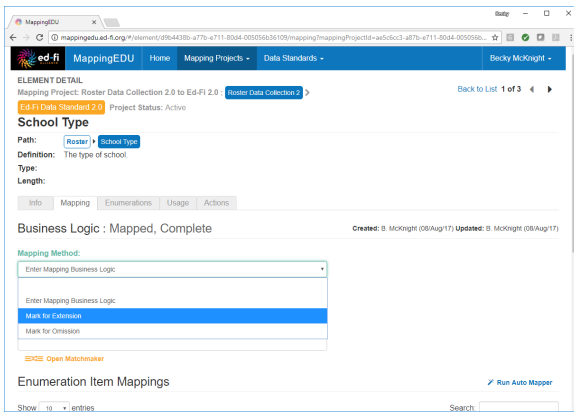 Becky
MappingEDU
mappingedu.ed-fi.org/#/element/d9b4438b-a77b-e711-80d4-005056b36109/mapping?mappingProjectId=ae5c6cc3-a87b-e711-80d4-005056b...
ed-fi ALLIANCE MappingEDU Home Mapping Projects Data Standards Becky McKnight
ELEMENT DETAIL
Mapping Project: Roster Data Collection 2.0 to Ed-Fi 2.0 : Roster Data Collection 2 Back to List 1 of 3
Ed-Fi Data Standard 2.0 Project Status: Active
School Type
Path: Roster School Type
Definition: The type of school.
Type:
Length:
Info Mapping Enumerations Usage Actions
Business Logic : Mapped, Complete Created: B. McKnight (08/Aug/17) Updated: B. McKnight (08/Aug/17)
Mapping Method:
Enter Mapping Business Logic
Enter Mapping Business Logic
Mark for Extension
Mark for Omission
Open Matchmaker
Enumeration Item Mappings Run Auto Mapper
Show 10 entries Search: